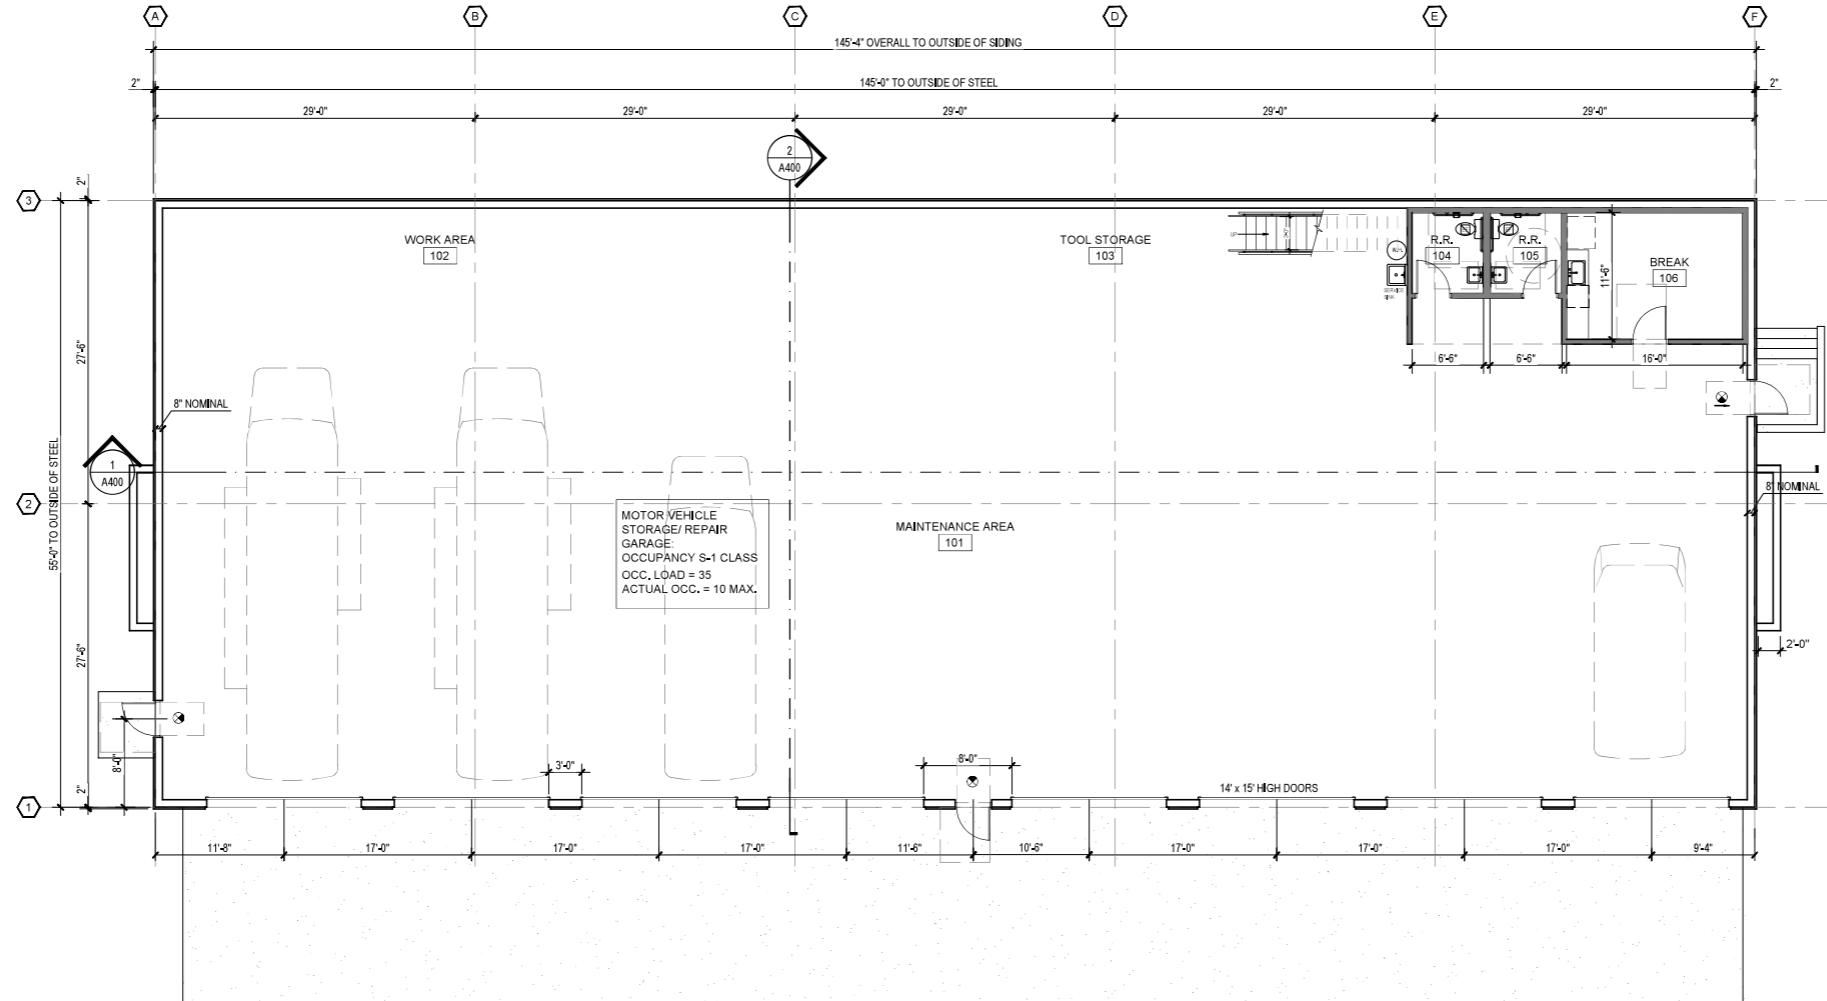 A B C D E F
145'-4" OVERALL TO OUTSIDE OF SIDING
2" 145'-0" TO OUTSIDE OF STEEL 2"
29'-0" 29'-0" 29'-0" 29'-0" 29'-0"
2
A400
3
2"
WORK AREA
102
TOOL STORAGE
103
UP
R.R.
104
R.R.
105
BREAK
106
11'-6"
SERVICE
SINK
27'-6"
6'-6" 6'-6" 16'-0"
8" NOMINAL
1
A400
55'-0" TO OUTSIDE OF STEEL
8" NOMINAL
2
MOTOR VEHICLE
STORAGE/ REPAIR
GARAGE:
OCCUPANCY S-1 CLASS
OCC. LOAD = 35
ACTUAL OCC. = 10 MAX.
MAINTENANCE AREA
101
27'-6"
2'-0"
8'-0"
3'-0"
8'-0"
2"
14' x 15' HIGH DOORS
1
11'-8" 17'-0" 17'-0" 17'-0" 11'-6" 10'-6" 17'-0" 17'-0" 17'-0" 9'-4"